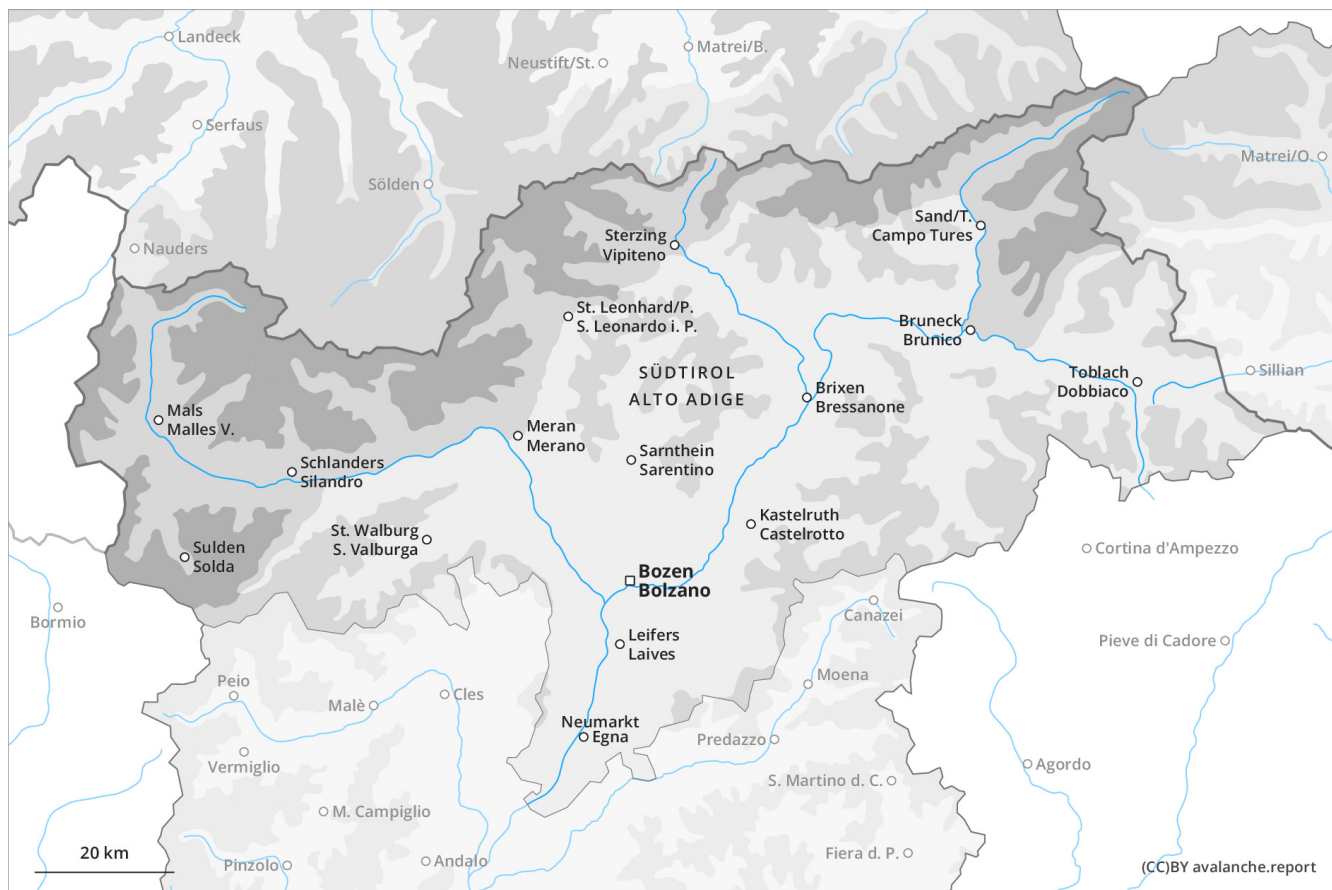 Landeck
Matrei/B.
Neustift/St.
Serfaus
Matrei/O.
Sölden
Sand/T.
Campo Tures
Nauders
Sterzing
Vipiteno
St. Leonhard/P.
S. Leonardo i. P.
Bruneck
Brunico
SÜDTIROL
ALTO ADIGE
Toblach
Dobbiaco
Sillian
Brixen
Bressanone
Mals
Malles V.
Meran
Merano
Schlanders
Silandro
Sarnthein
Sarentino
Kastelruth
Castelrotto
St. Walburg
S. Valburga
Sulden
Solda
Cortina d'Ampezzo
Bozen
Bolzano
Bormio
Canazei
Leifers
Laives
Pieve di Cadore
Peio
Moena
Malè
Cles
Neumarkt
Egna
Predazzo
Vermiglio
Agordo
S. Martino d. C.
M. Campiglio
20 km
Pinzolo
Andalo
Fiera d. P.
(CC)BY avalanche.report